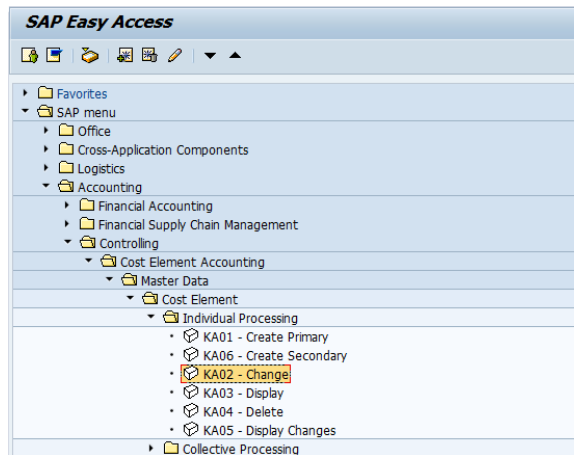 SAP Easy Access
Favorites
SAP menu
Office
Cross-Application Components
Logistics
Accounting
Financial Accounting
Financial Supply Chain Management
Controlling
Cost Element Accounting
Master Data
Cost Element
Individual Processing
KA01 - Create Primary
KA06 - Create Secondary
KA02 - Change
KA03 - Display
KA04 - Delete
KA05 - Display Changes
Collective Processing